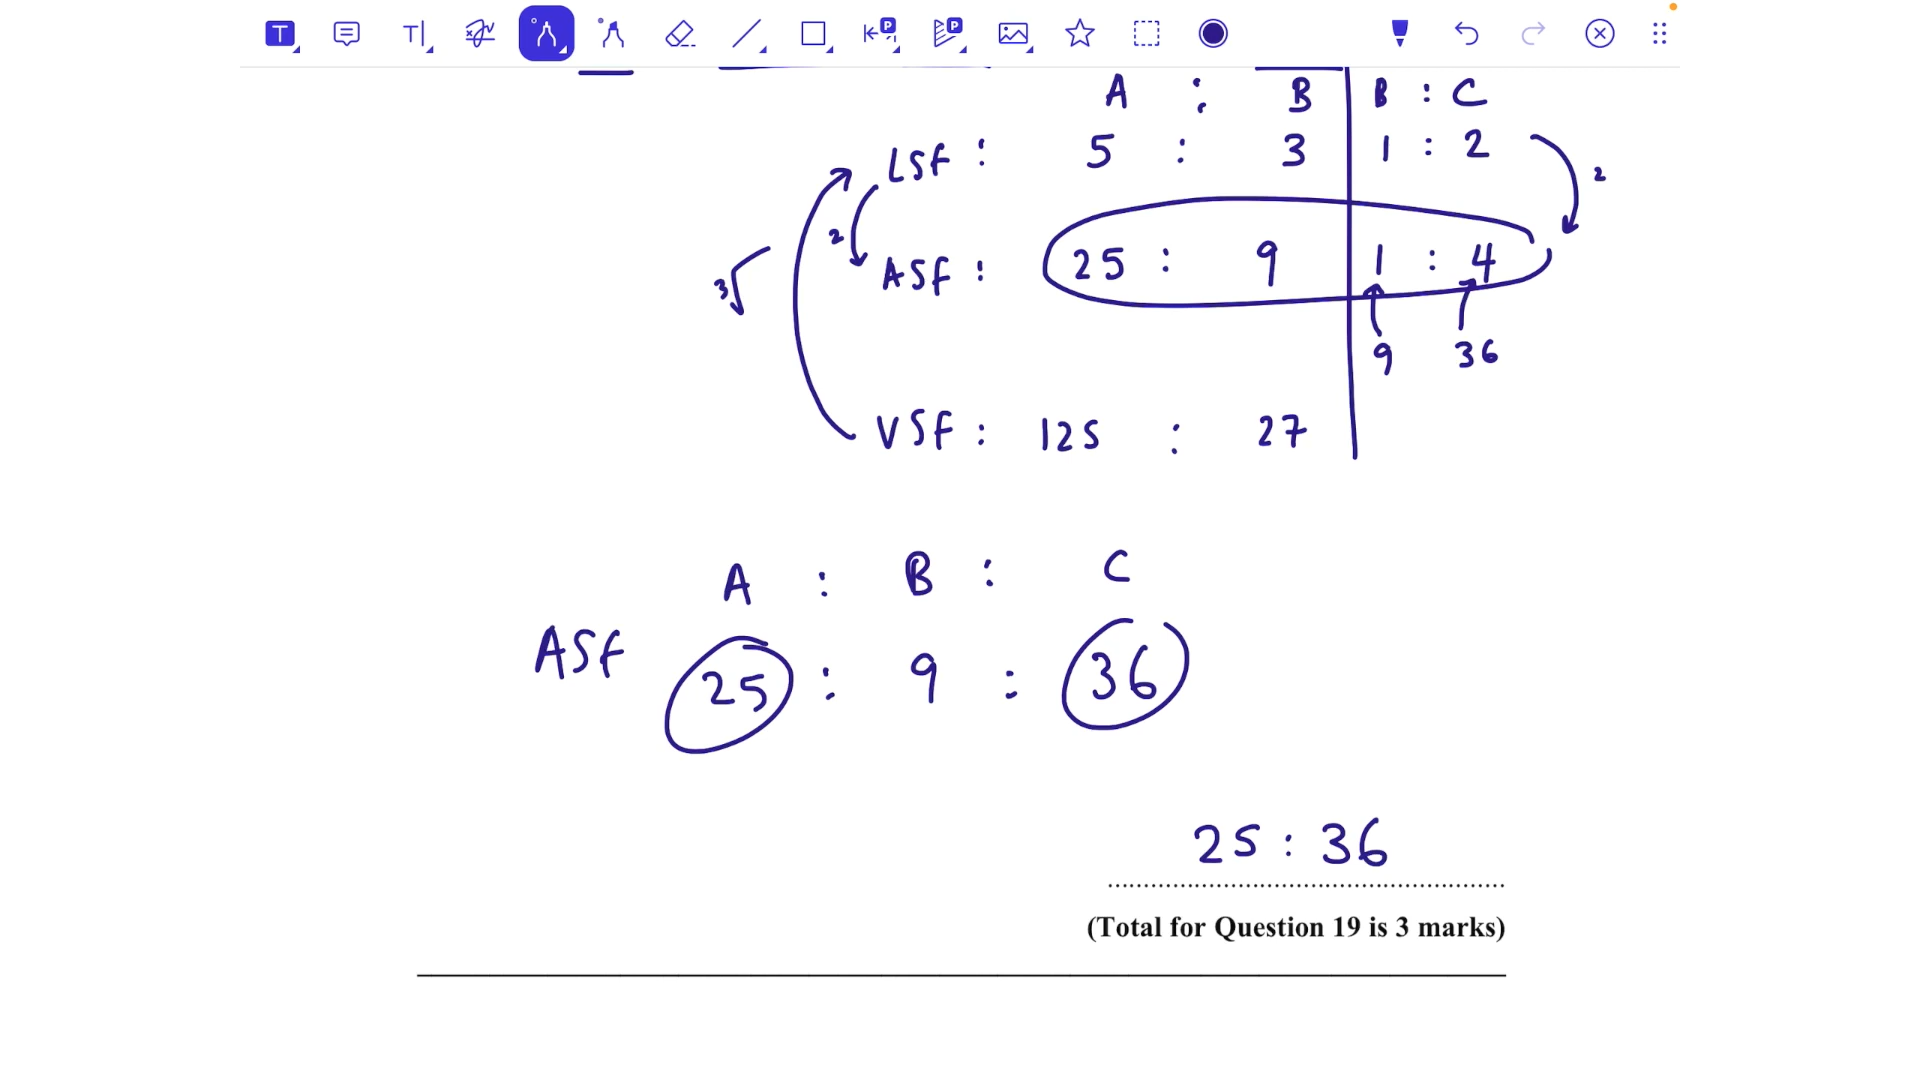 A : B B : C
LSF : 5 : 3 1 : 2
2
2
ASF : 25 : 9 1 : 4
3√
9 36
VSF : 125 : 27
A : B : C
ASF 25 : 9 : 36
25 : 36
(Total for Question 19 is 3 marks)